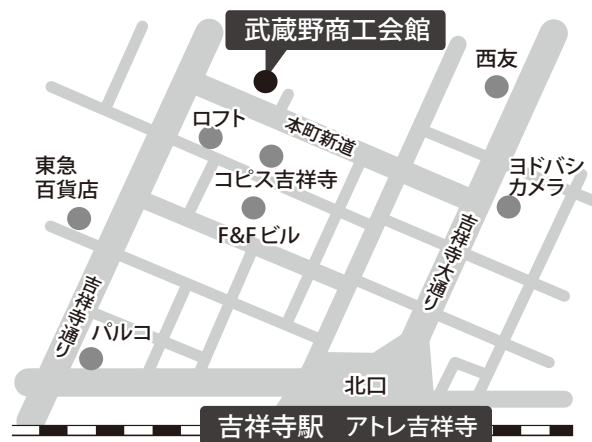 武蔵野商工会館
西友
ロフト
本町新道
東急
百貨店
コピス吉祥寺
ヨドバシ
カメラ
F&Fビル
吉祥寺大通り
吉祥寺通り
パルコ
北口
吉祥寺駅 アトレ吉祥寺